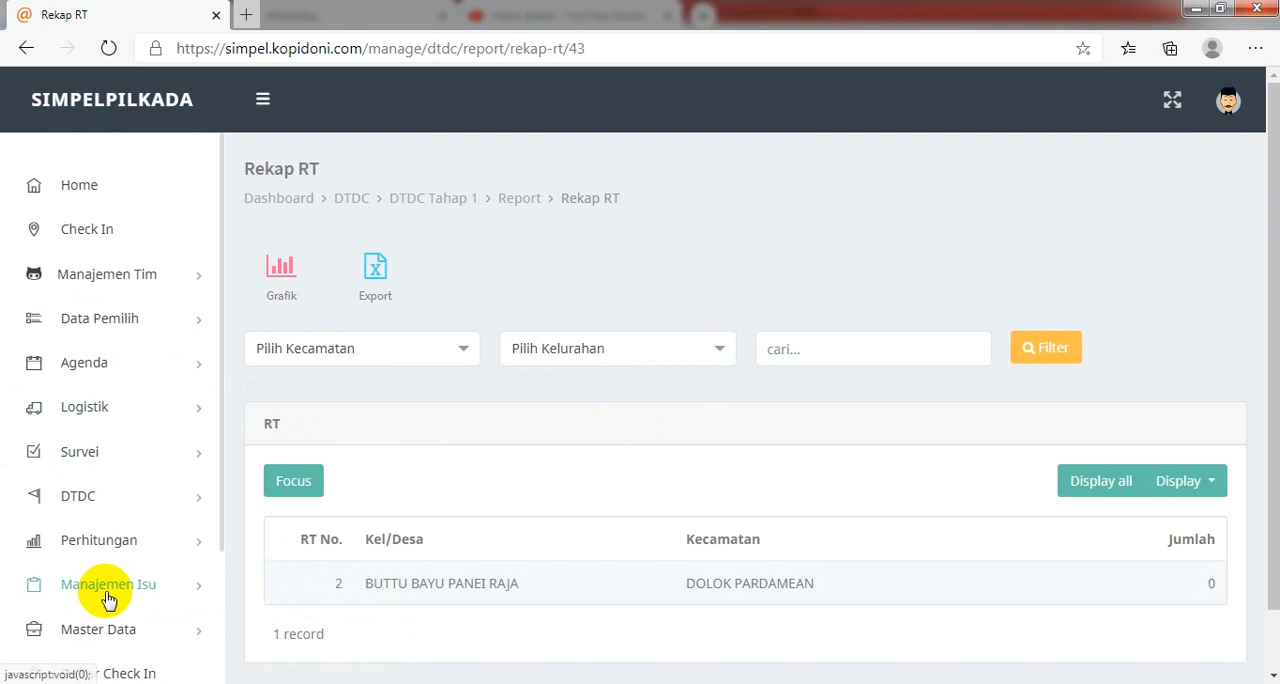 Rekap RT
https://simpel.kopidoni.com/manage/dtdc/report/rekap-rt/43
SIMPELPILKADA
Home
Check In
Manajemen Tim
Data Pemilih
Agenda
Logistik
Survei
DTDC
Perhitungan
Manajemen Isu
Master Data
r Check In
javascript:void(0);
Rekap RT
Dashboard > DTDC > DTDC Tahap 1 > Report > Rekap RT
Grafik
Export
Pilih Kecamatan
Pilih Kelurahan
cari...
Filter
RT
Focus
Display all
Display
RT No. Kel/Desa Kecamatan Jumlah
2 BUTTU BAYU PANEI RAJA DOLOK PARDAMEAN 0
1 record